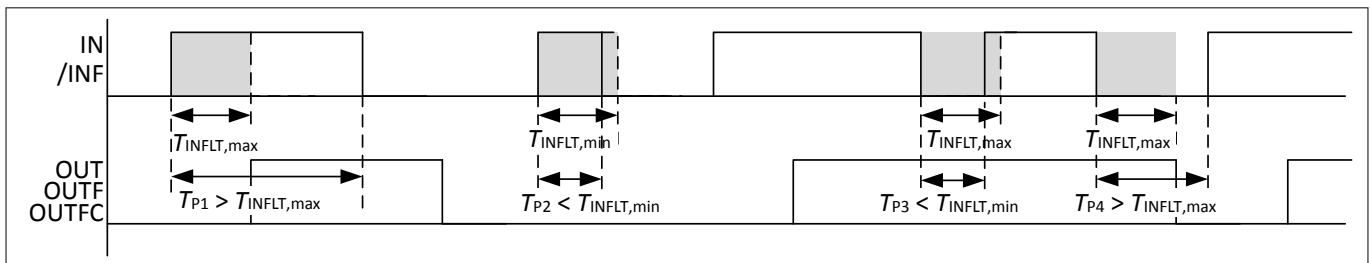 IN
/INF
TINFLT,max
TINFLT,min
TINFLT,max
TINFLT,max
OUT
OUTF
OUTFC
TP1 > TINFLT,max
TP2 < TINFLT,min
TP3 < TINFLT,min
TP4 > TINFLT,max